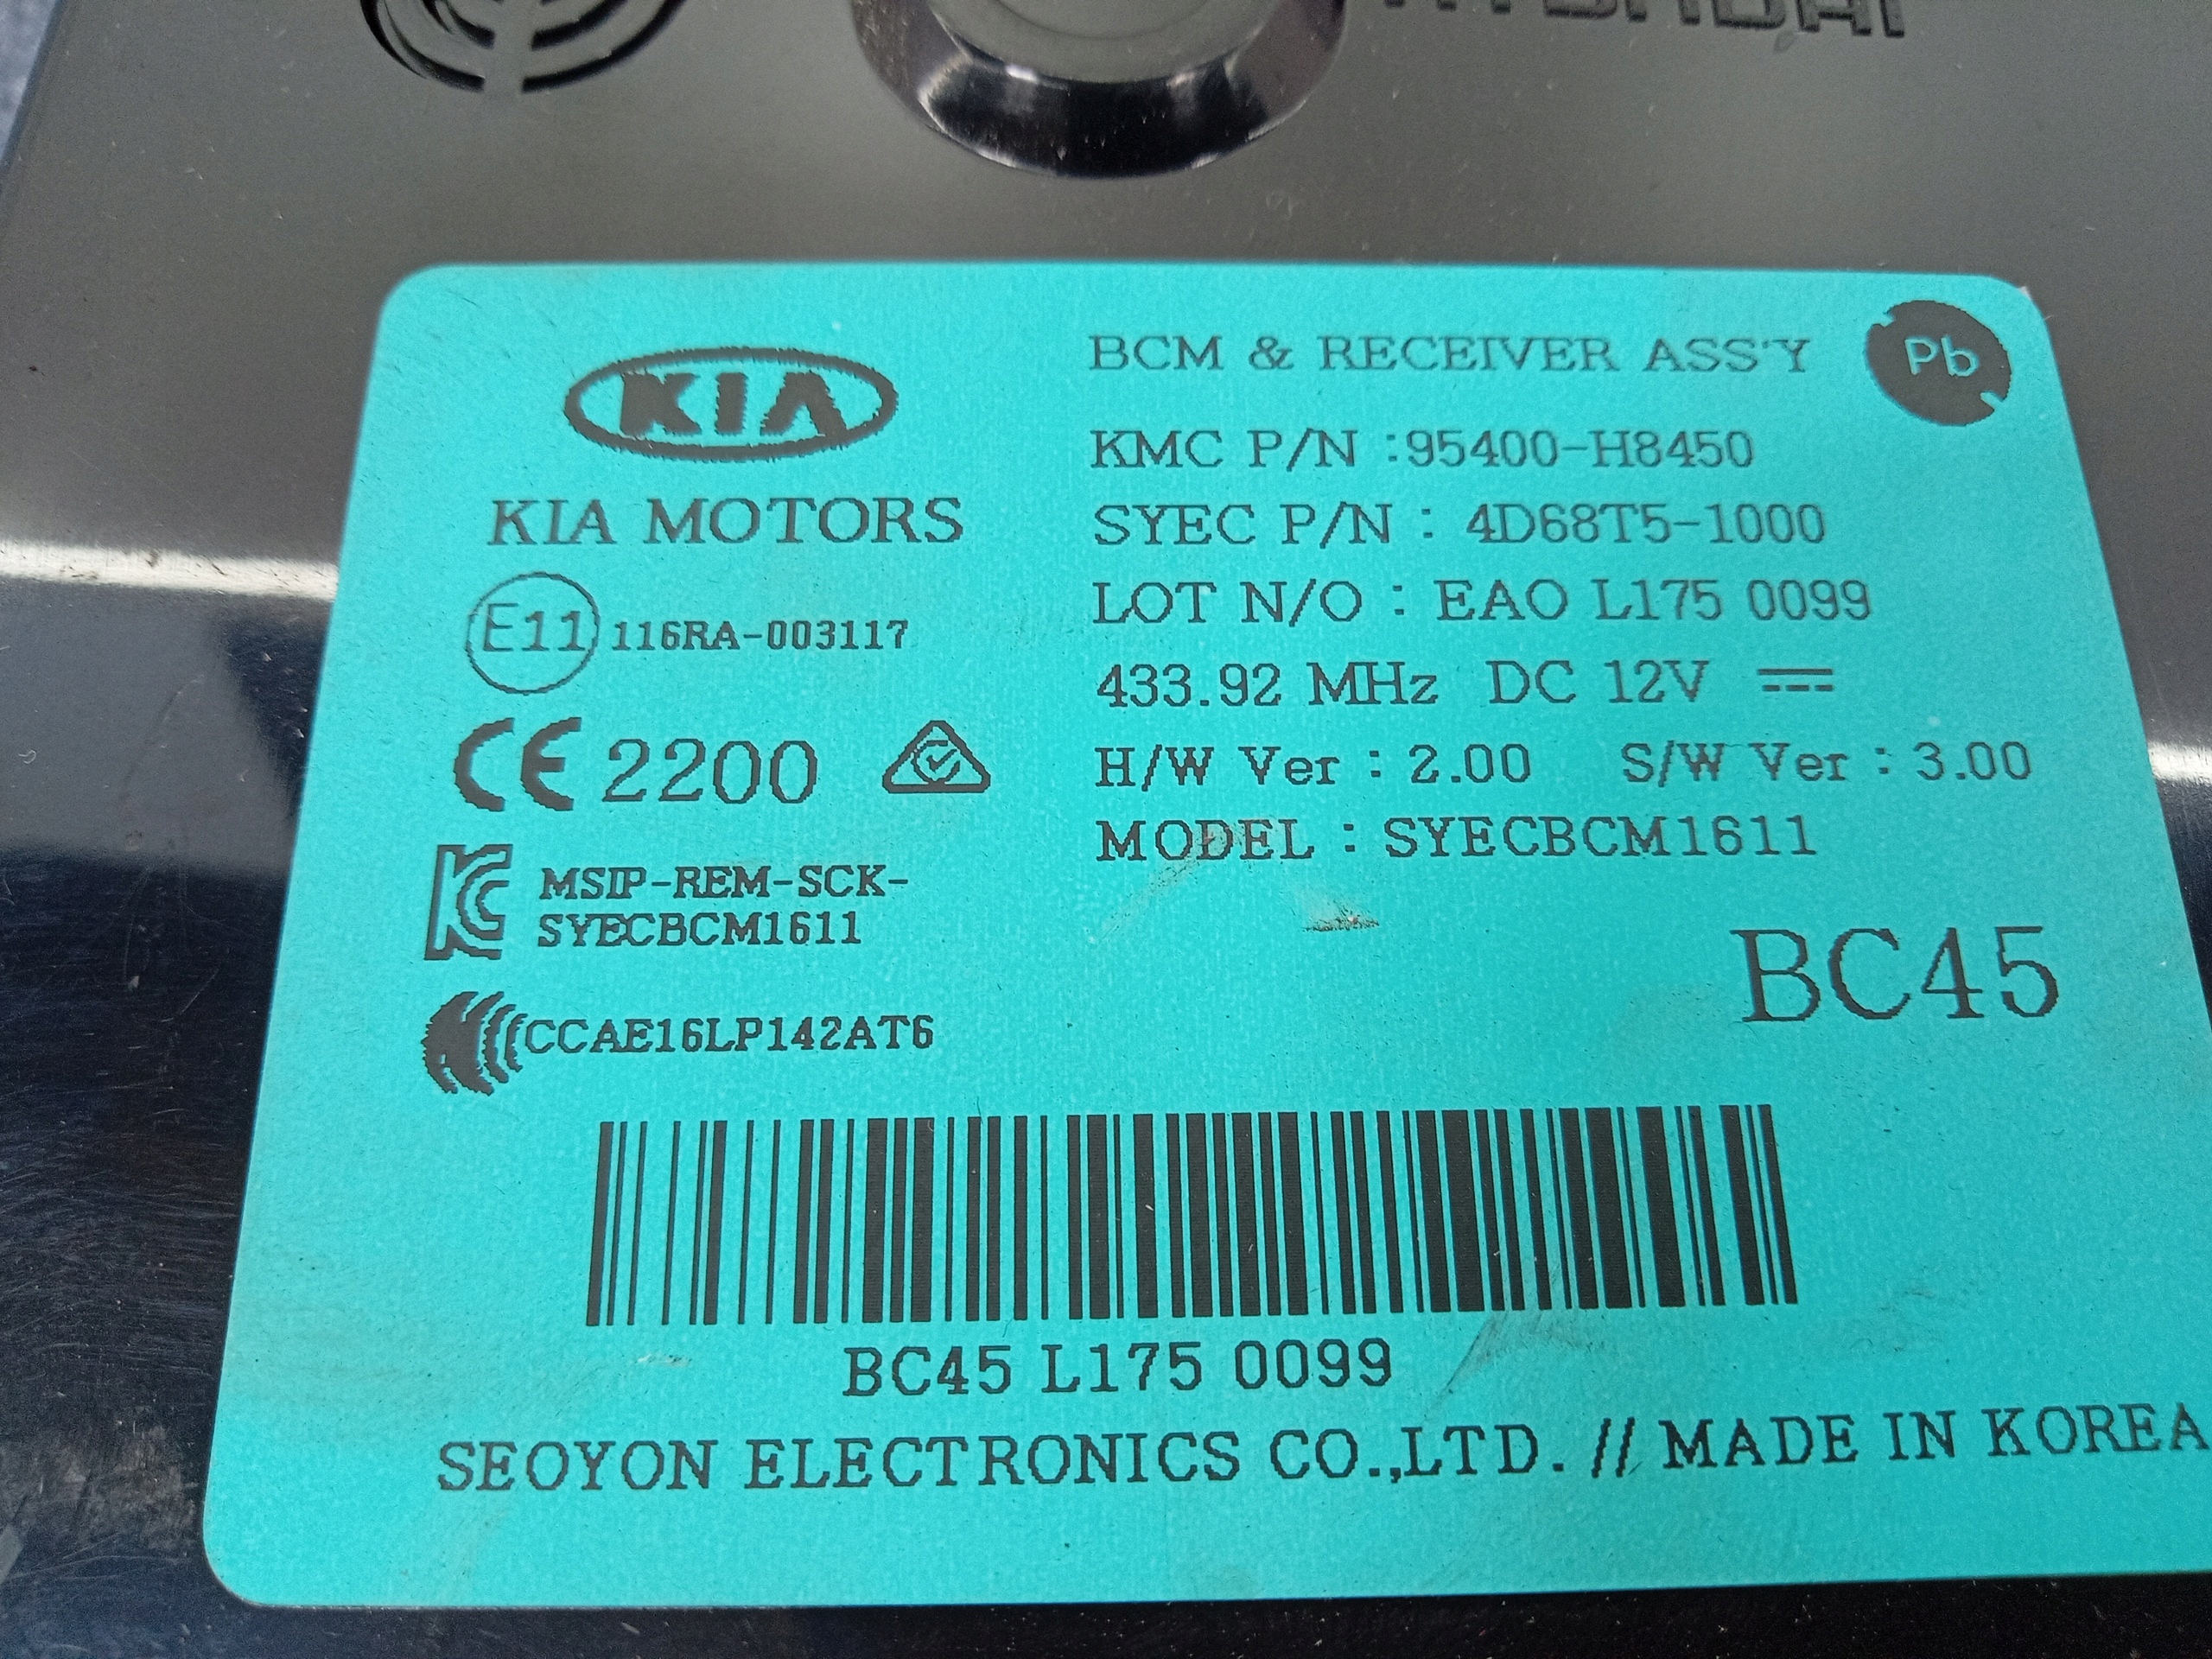 HYUNDAI
KIA
KIA MOTORS
E11 116RA-003117
CE 2200
KC MSIP-REM-SCK-
SYECBCM1611
CCAE16LP142AT6
BCM & RECEIVER ASS'Y
Pb
KMC P/N :95400-H8450
SYEC P/N : 4D68T5-1000
LOT N/O : EAO L175 0099
433.92 MHz DC 12V
H/W Ver : 2.00 S/W Ver : 3.00
MODEL : SYECBCM1611
BC45
BC45 L175 0099
SEOYON ELECTRONICS CO.,LTD. // MADE IN KOREA